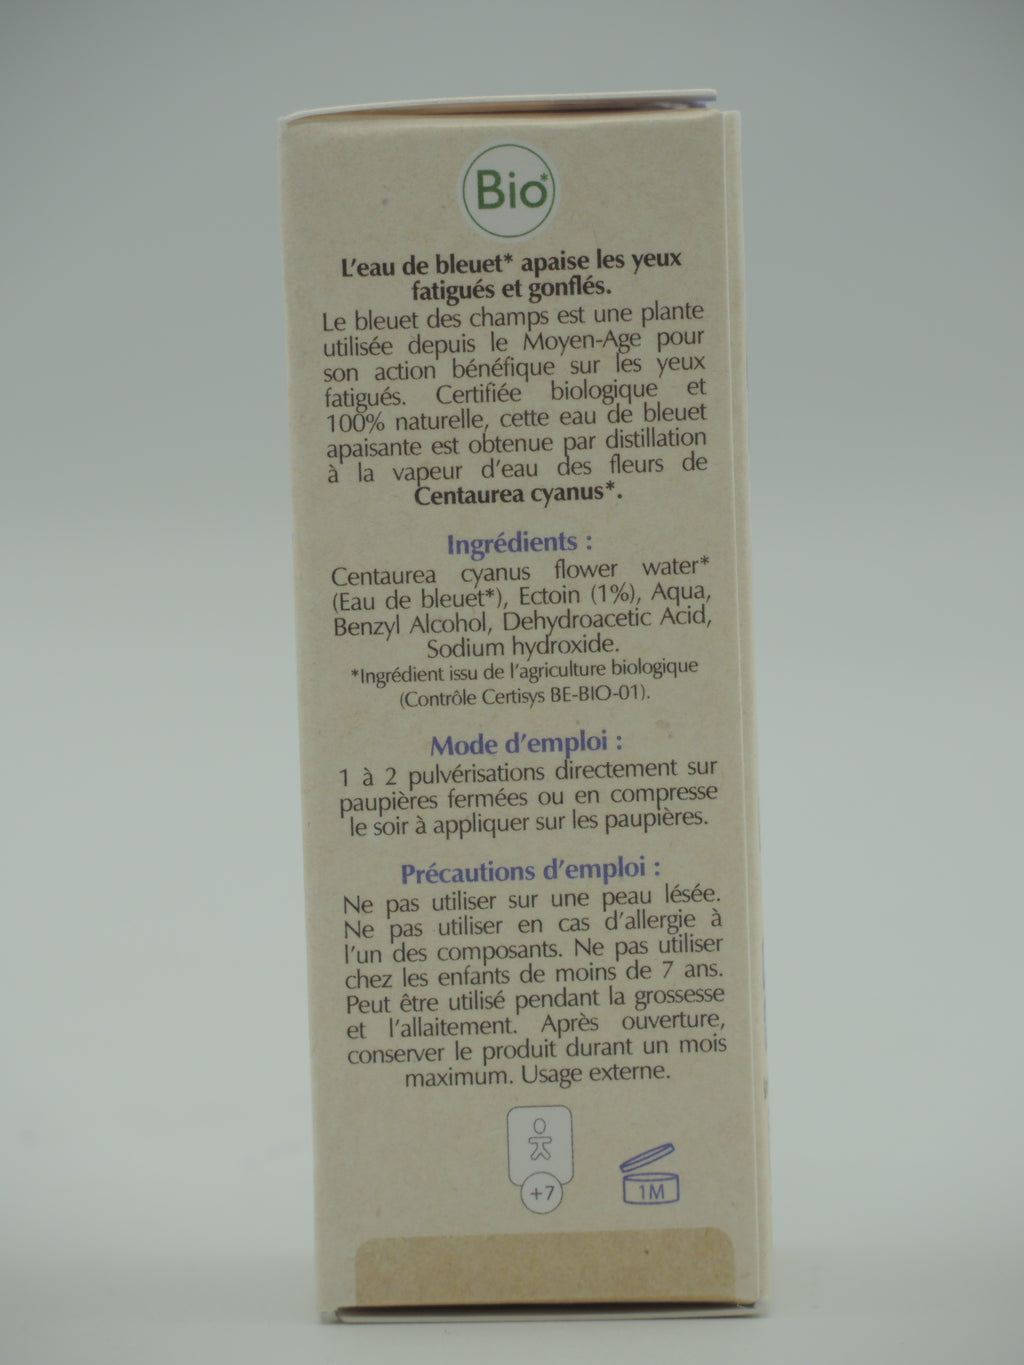 Bio*
L'eau de bleuet* apaise les yeux
fatigués et gonflés.
Le bleuet des champs est une plante
utilisée depuis le Moyen-Age pour
son action bénéfique sur les yeux
fatigués. Certifiée biologique et
100% naturelle, cette eau de bleuet
apaisante est obtenue par distillation
à la vapeur d'eau des fleurs de
Centaurea cyanus*.
Ingrédients :
Centaurea cyanus flower water*
(Eau de bleuet*), Ectoin (1%), Aqua,
Benzyl Alcohol, Dehydroacetic Acid,
Sodium hydroxide.
*Ingrédient issu de l'agriculture biologique
(Contrôle Certisys BE-BIO-01).
Mode d'emploi :
1 à 2 pulvérisations directement sur
paupières fermées ou en compresse
le soir à appliquer sur les paupières.
Précautions d'emploi :
Ne pas utiliser sur une peau lésée.
Ne pas utiliser en cas d'allergie à
l'un des composants. Ne pas utiliser
chez les enfants de moins de 7 ans.
Peut être utilisé pendant la grossesse
et l'allaitement. Après ouverture,
conserver le produit durant un mois
maximum. Usage externe.
+7
1M